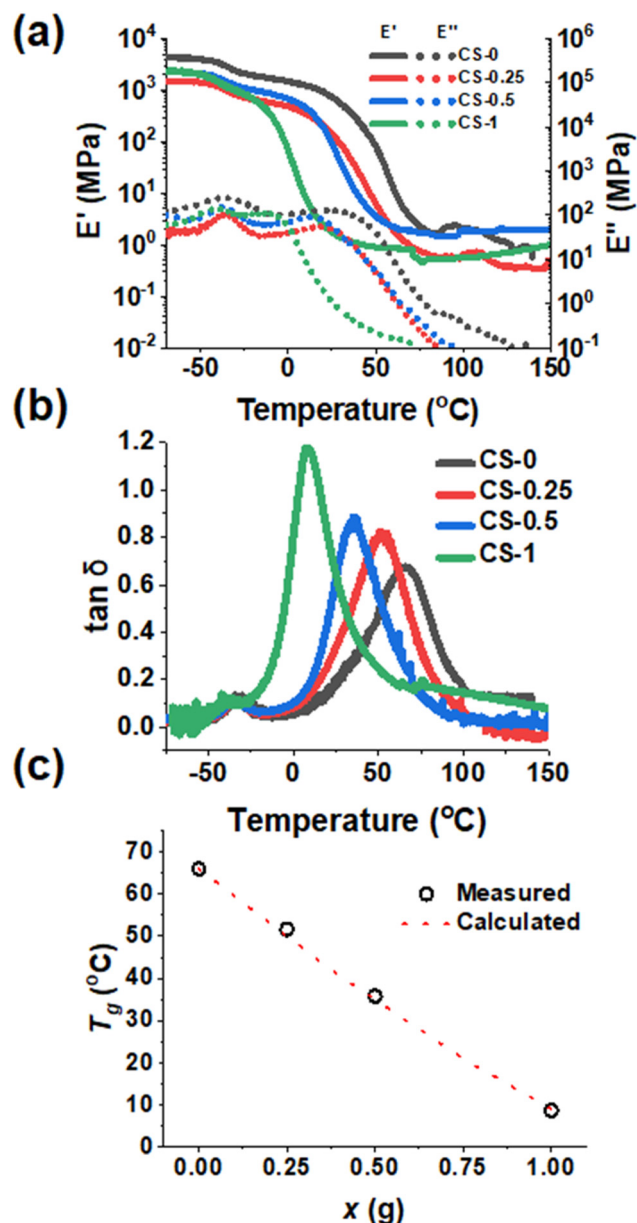 (a)
E' E"
CS-0
CS-0.25
CS-0.5
CS-1
10⁴
10³
10²
10¹
10⁰
10⁻¹
10⁻²
E' (MPa)
10⁶
10⁵
10⁴
10³
10²
10¹
10⁰
10⁻¹
E" (MPa)
-50 0 50 100 150
Temperature (°C)
(b)
CS-0
CS-0.25
CS-0.5
CS-1
1.2
1.0
0.8
0.6
0.4
0.2
0.0
tan δ
-50 0 50 100 150
Temperature (°C)
(c)
Measured
Calculated
70
60
50
40
30
20
10
0
Tg (°C)
0.00 0.25 0.50 0.75 1.00
x (g)